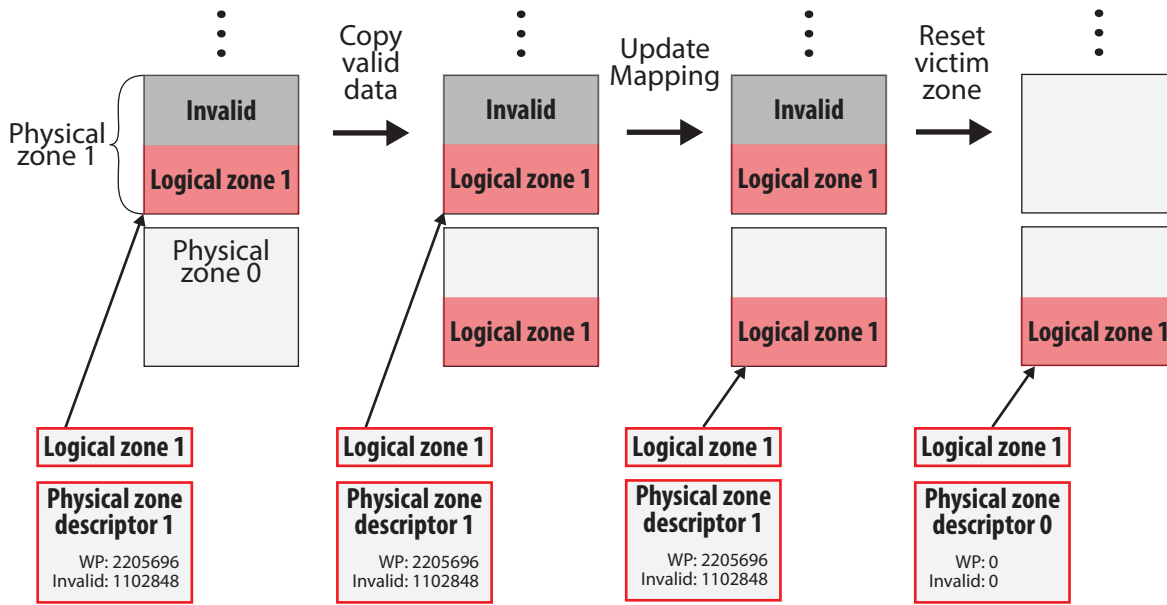 Copy
valid
data
Update
Mapping
Reset
victim
zone
Physical
zone 1
Invalid
Logical zone 1
Invalid
Logical zone 1
Invalid
Logical zone 1
Physical
zone 0
Logical zone 1
Logical zone 1
Logical zone 1
Logical zone 1
Logical zone 1
Logical zone 1
Logical zone 1
Physical zone
descriptor 1
WP: 2205696
Invalid: 1102848
Physical zone
descriptor 1
WP: 2205696
Invalid: 1102848
Physical zone
descriptor 1
WP: 2205696
Invalid: 1102848
Physical zone
descriptor 0
WP: 0
Invalid: 0